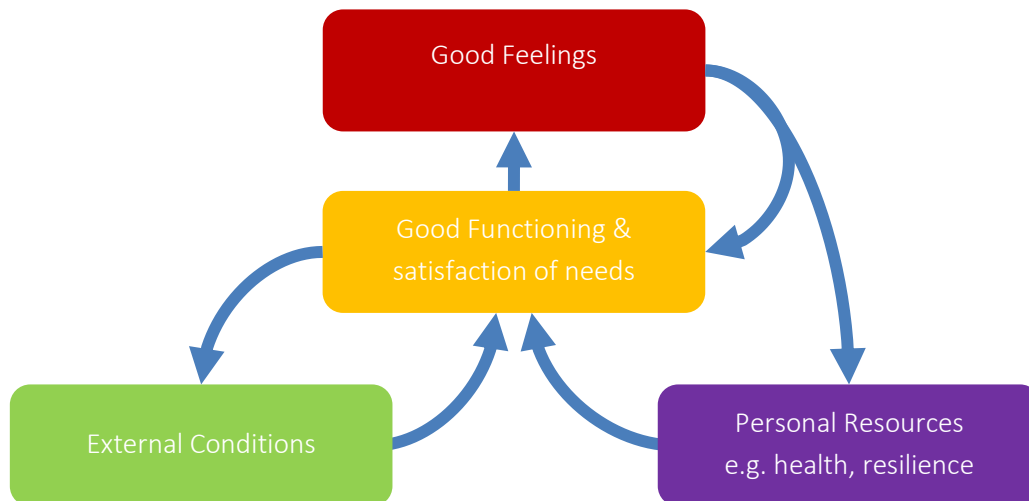 Good Feelings
Good Functioning &
satisfaction of needs
External Conditions
Personal Resources
e.g. health, resilience